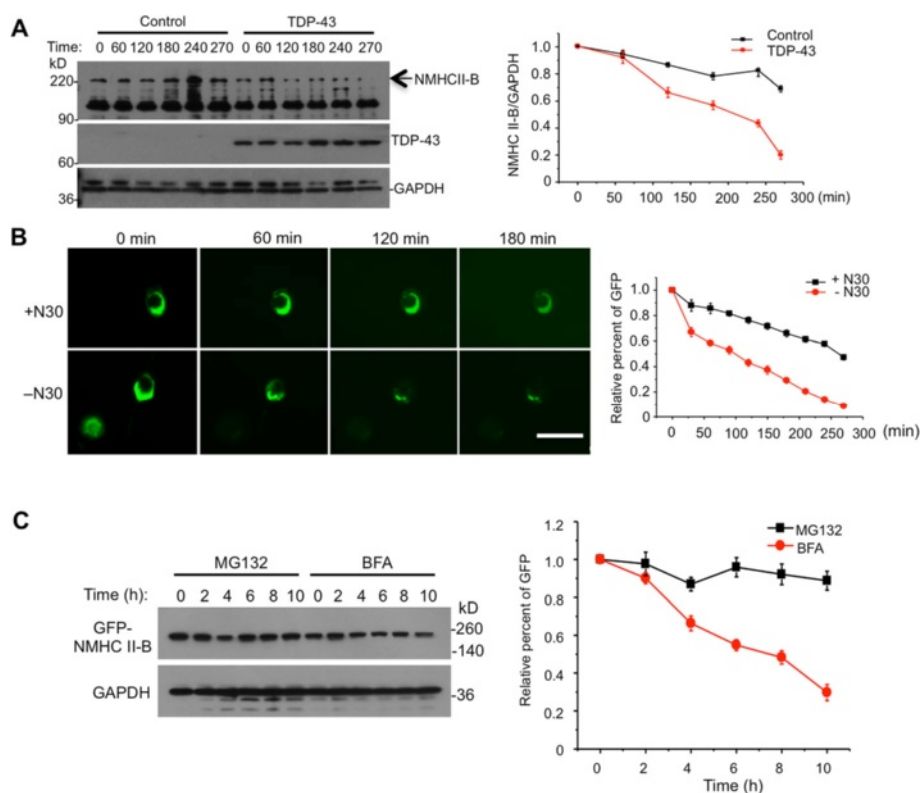 A
Control TDP-43
Time: 0 60 120 180 240 270 0 60 120 180 240 270
kD
220
NMHCII-B
90
TDP-43
60
-GAPDH
36
NMHC II-B/GAPDH
1.0
0.8
0.6
0.4
0.2
Control
TDP-43
0 50 100 150 200 250 300 (min)
B
0 min 60 min 120 min 180 min
+N30
–N30
Relative percent of GFP
1.0
0.8
0.6
0.4
0.2
0
+ N30
- N30
0 50 100 150 200 250 300
(min)
C
MG132 BFA
Time (h): 0 2 4 6 8 10 0 2 4 6 8 10
kD
GFP-
NMHC II-B
-260
-140
GAPDH
-36
Relative percent of GFP
1.2
1.0
0.8
0.6
0.4
0.2
0
MG132
BFA
0 2 4 6 8 10
Time (h)